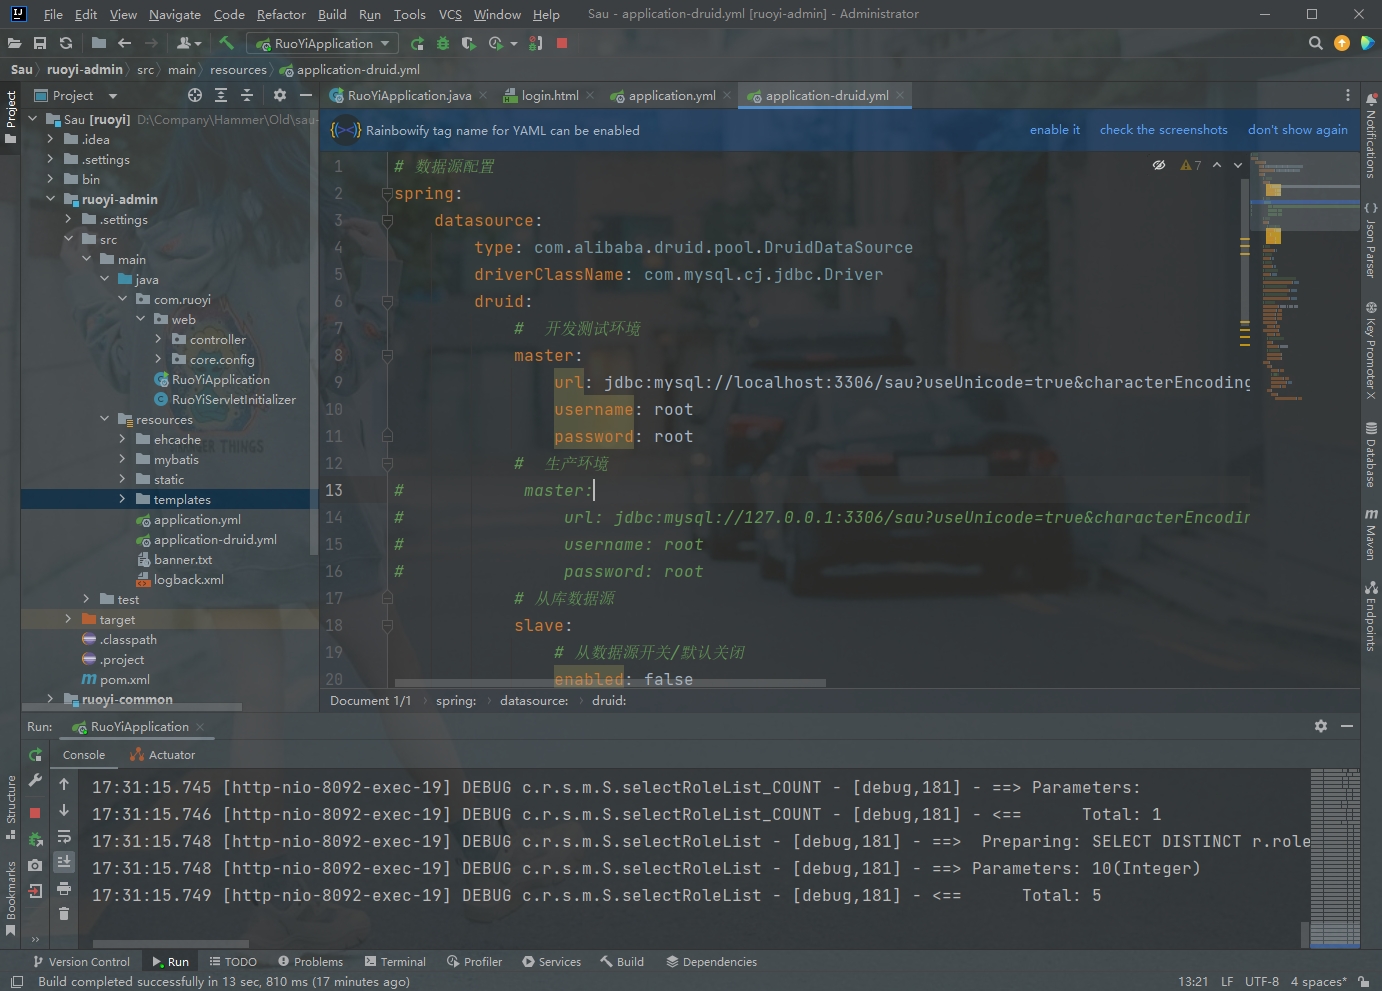 File Edit View Navigate Code Refactor Build Run Tools VCS Window Help Sau - application-druid.yml [ruoyi-admin] - Administrator
RuoYiApplication
Sau ruoyi-admin src main resources application-druid.yml
Project
Project
RuoYiApplication.java login.html application.yml application-druid.yml
Rainbowify tag name for YAML can be enabled enable it check the screenshots don't show again
Sau [ruoyi] D:\Company\Hammer\Old\sau-
.idea
.settings
bin
ruoyi-admin
.settings
src
main
java
com.ruoyi
web
controller
core.config
RuoYiApplication
RuoYiServletInitializer
resources
ehcache
mybatis
static
templates
application.yml
application-druid.yml
banner.txt
logback.xml
test
target
.classpath
.project
pom.xml
ruoyi-common
7
1 # 数据源配置
2 spring:
3 datasource:
4 type: com.alibaba.druid.pool.DruidDataSource
5 driverClassName: com.mysql.cj.jdbc.Driver
6 druid:
7 # 开发测试环境
8 master:
9 url: jdbc:mysql://localhost:3306/sau?useUnicode=true&characterEncoding
10 username: root
11 password: root
12 # 生产环境
13 # master:
14 # url: jdbc:mysql://127.0.0.1:3306/sau?useUnicode=true&characterEncodin
15 # username: root
16 # password: root
17 # 从库数据源
18 slave:
19 # 从数据源开关/默认关闭
20 enabled: false
Document 1/1 spring: datasource: druid:
Notifications
Json Parser
Key Promoter X
Database
Maven
Endpoints
Run: RuoYiApplication
Console Actuator
17:31:15.745 [http-nio-8092-exec-19] DEBUG c.r.s.m.S.selectRoleList_COUNT - [debug,181] - ==> Parameters:
17:31:15.746 [http-nio-8092-exec-19] DEBUG c.r.s.m.S.selectRoleList_COUNT - [debug,181] - <== Total: 1
17:31:15.748 [http-nio-8092-exec-19] DEBUG c.r.s.m.S.selectRoleList - [debug,181] - ==> Preparing: SELECT DISTINCT r.role
17:31:15.748 [http-nio-8092-exec-19] DEBUG c.r.s.m.S.selectRoleList - [debug,181] - ==> Parameters: 10(Integer)
17:31:15.749 [http-nio-8092-exec-19] DEBUG c.r.s.m.S.selectRoleList - [debug,181] - <== Total: 5
Structure
Bookmarks
Version Control Run TODO Problems Terminal Profiler Services Build Dependencies
Build completed successfully in 13 sec, 810 ms (17 minutes ago) 13:21 LF UTF-8 4 spaces*